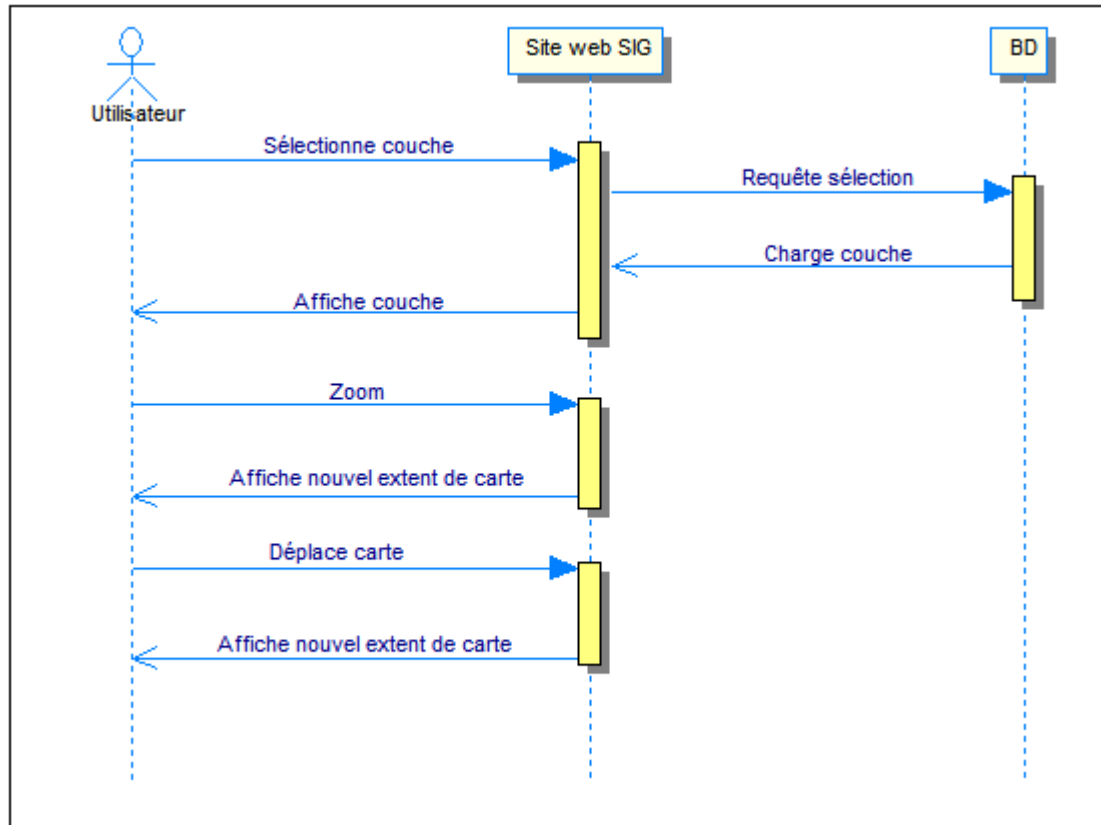 Site web SIG
BD
Utilisateur
Sélectionne couche
Requête sélection
Charge couche
Affiche couche
Zoom
Affiche nouvel extent de carte
Déplace carte
Affiche nouvel extent de carte